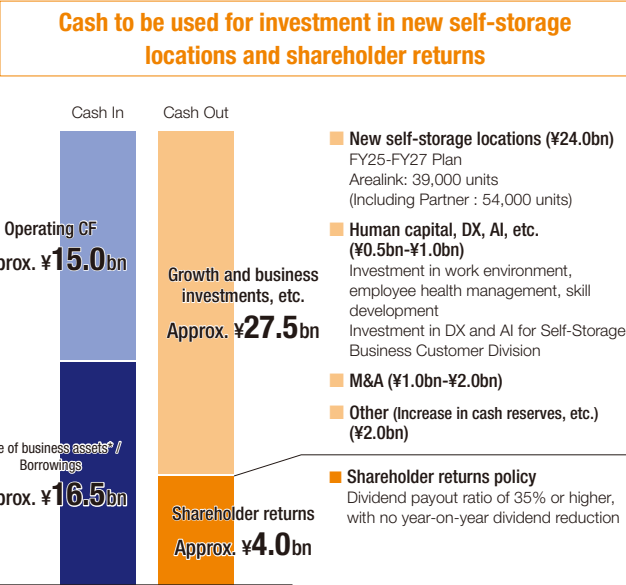 Cash to be used for investment in new self-storage
locations and shareholder returns
Cash In
Cash Out
Operating CF
¥15.0bn
of business assets* /
Borrowings
¥16.5bn
Growth and business
investments, etc.
Approx. ¥27.5bn
Shareholder returns
Approx. ¥4.0bn
New self-storage locations (¥24.0bn)
FY25-FY27 Plan
Arealink: 39,000 units
(Including Partner : 54,000 units)
Human capital, DX, AI, etc.
(¥0.5bn-¥1.0bn)
Investment in work environment,
employee health management, skill
development
Investment in DX and AI for Self-Storage
Business Customer Division
M&A (¥1.0bn-¥2.0bn)
Other (Increase in cash reserves, etc.)
(¥2.0bn)
Shareholder returns policy
Dividend payout ratio of 35% or higher,
with no year-on-year dividend reduction